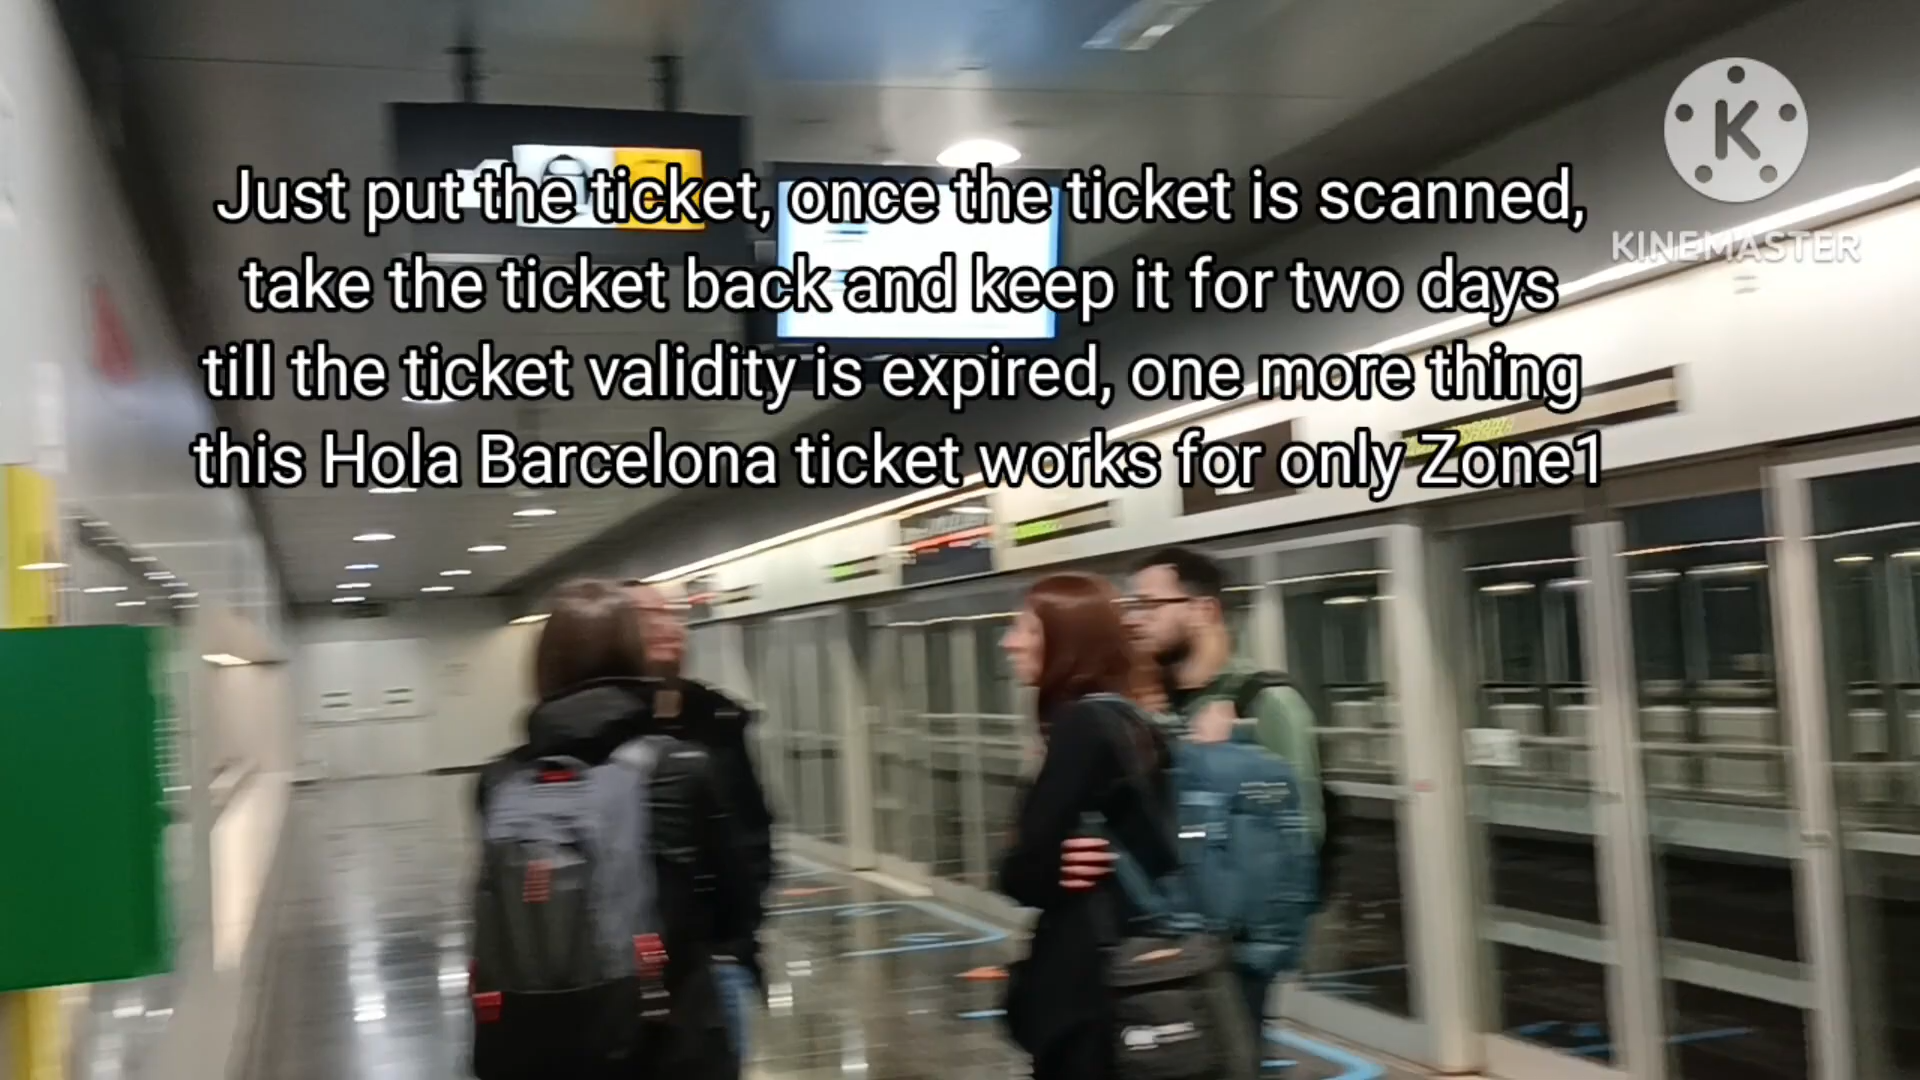 Just put the ticket, once the ticket is scanned,
take the ticket back and keep it for two days
till the ticket validity is expired, one more thing
this Hola Barcelona ticket works for only Zone1
K
KINEMASTER